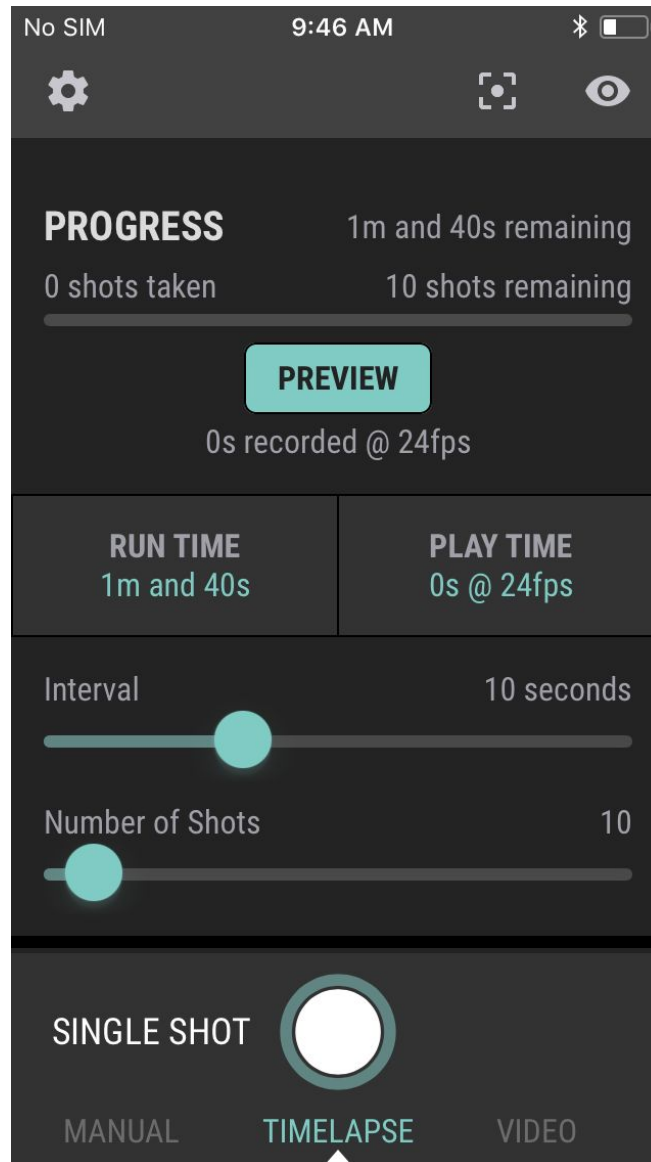 No SIM 9:46 AM
PROGRESS 1m and 40s remaining
0 shots taken 10 shots remaining
PREVIEW
0s recorded @ 24fps
RUN TIME PLAY TIME
1m and 40s 0s @ 24fps
Interval 10 seconds
Number of Shots 10
SINGLE SHOT
MANUAL TIMELAPSE VIDEO